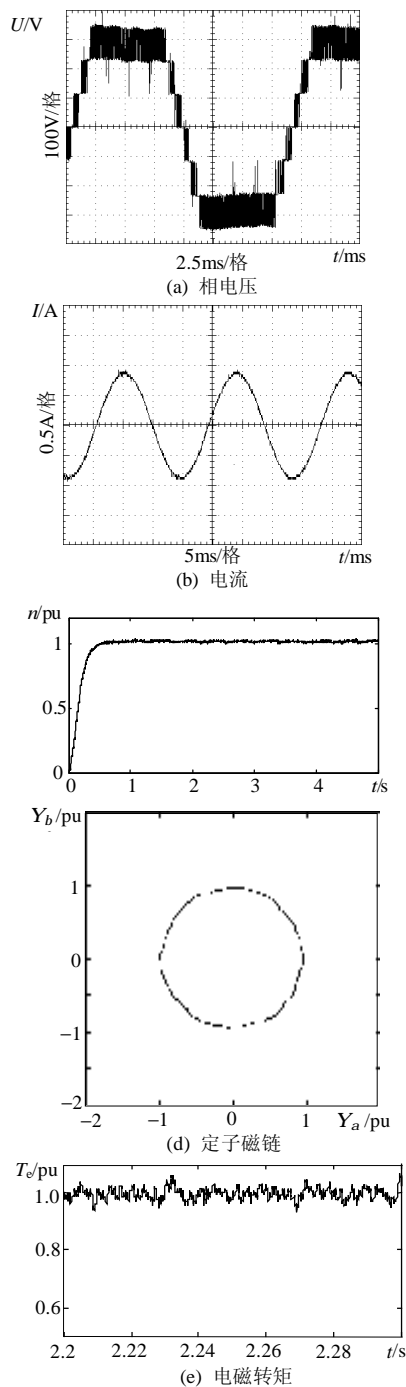 U/V
100V/格
2.5ms/格
t/ms
(a) 相电压
I/A
0.5A/格
5ms/格
t/ms
(b) 电流
n/pu
1
0.5
0
0 1 2 3 4 t/s
Y_b/pu
1
0
−1
−2
−2 −1 0 1 Y_a/pu
(d) 定子磁链
T_e/pu
1.0
0.8
0.6
2.2 2.22 2.24 2.26 2.28 t/s
(e) 电磁转矩